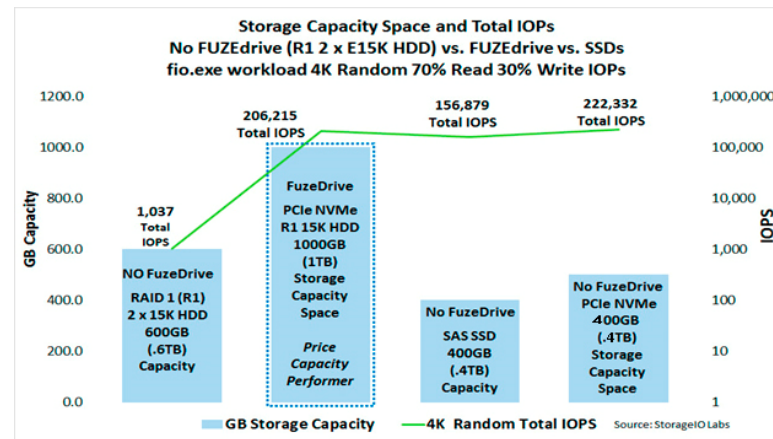 Storage Capacity Space and Total IOPS
No FUZEdrive (R1 2 x E15K HDD) vs. FUZEdrive vs. SSDs
fio.exe workload 4K Random 70% Read 30% Write IOPs
1200.0
1000.0
800.0
600.0
400.0
200.0
0.0
GB Capacity
1,037
Total
IOPS
NO FuzeDrive
RAID 1 (R1)
2 x 15K HDD
600GB
(.6TB)
Capacity
206,215
Total IOPS
FuzeDrive
PCIe NVMe
R1 15K HDD
1000GB
(1TB)
Storage
Capacity
Space
Price
Capacity
Performer
156,879
Total IOPS
No FuzeDrive
SAS SSD
400GB
(.4TB)
Capacity
222,332
Total IOPS
No FuzeDrive
PCIe NVMe
400GB
(.4TB)
Storage
Capacity
Space
1,000,000
100,000
10,000
1,000
100
10
1
IOPS
GB Storage Capacity
4K Random Total IOPS
Source: StorageIO Labs